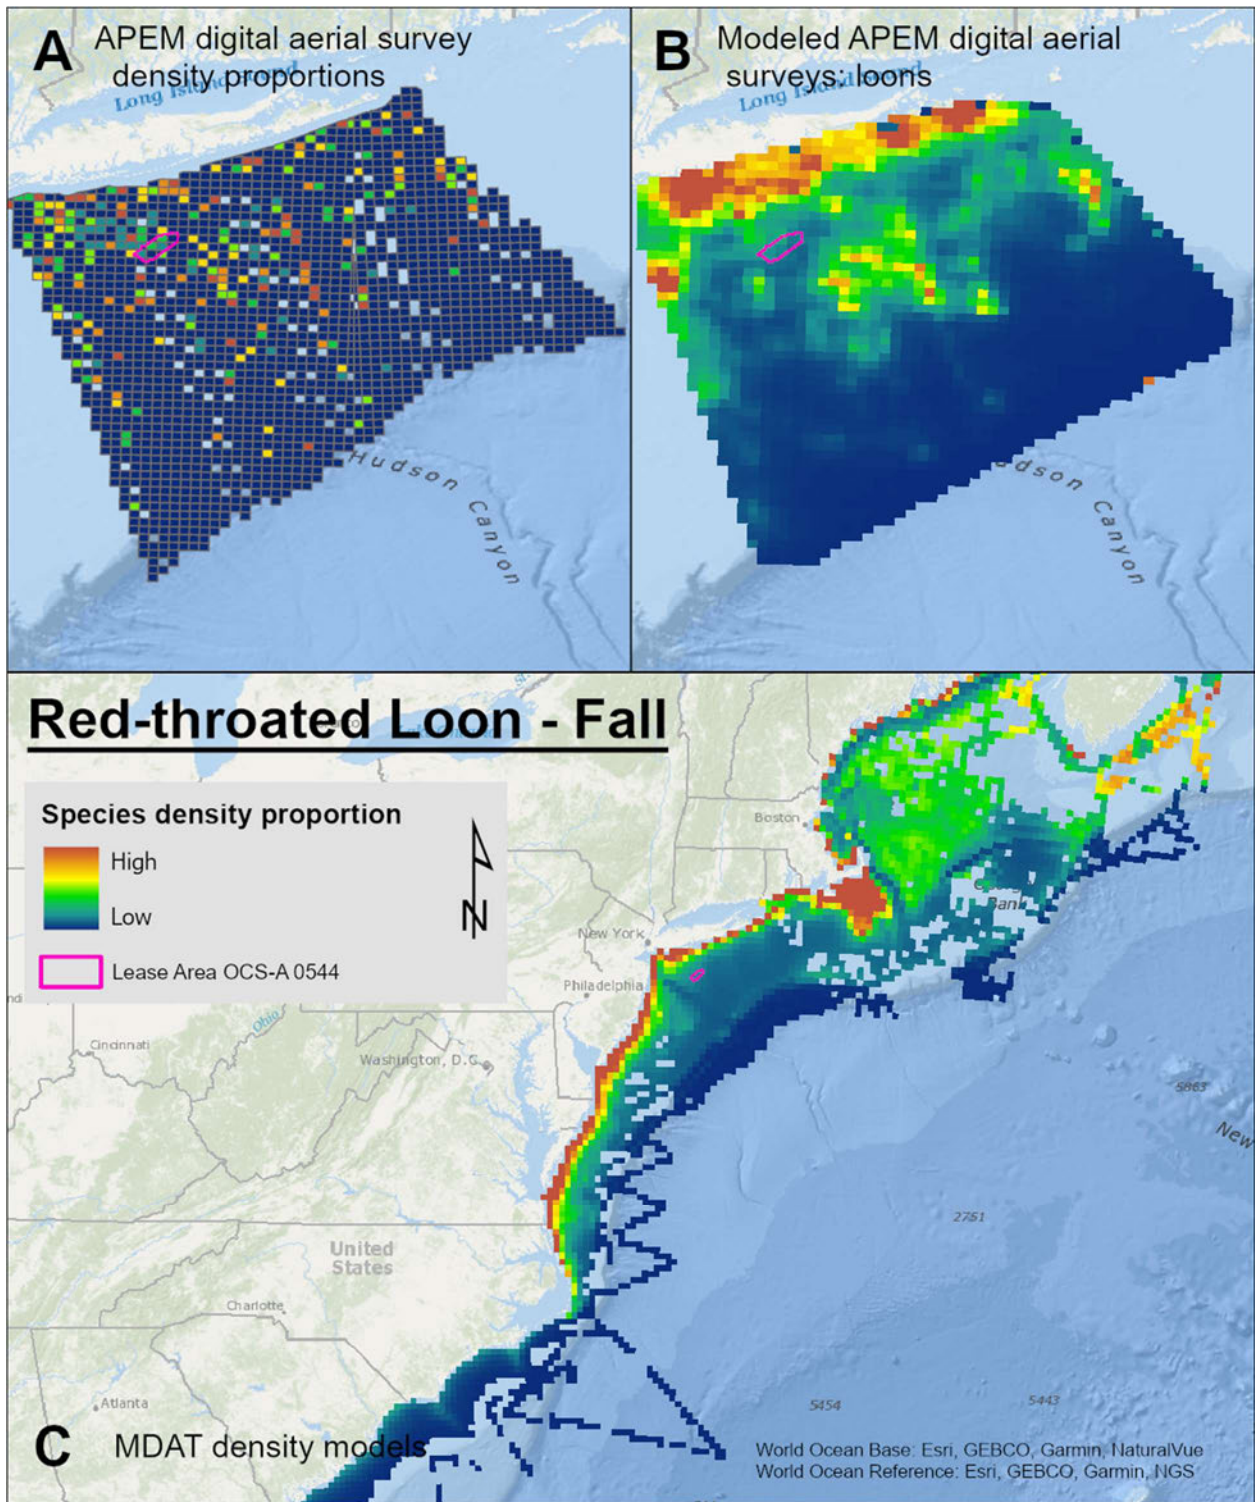 A
APEM digital aerial survey
density proportions
Long Island Sound
Hudson Canyon
B
Modeled APEM digital aerial
surveys: loons
Long Island Sound
udson Canyon
Red-throated Loon - Fall
Species density proportion
High
Low
N
Lease Area OCS-A 0544
Boston
New York
Philadelphia
Bank
Ohio
Cincinnati
Washington, D.C.
5863
New
2751
United
States
Charlotte
Atlanta
5454
5443
C
MDAT density models
World Ocean Base: Esri, GEBCO, Garmin, NaturalVue
World Ocean Reference: Esri, GEBCO, Garmin, NGS